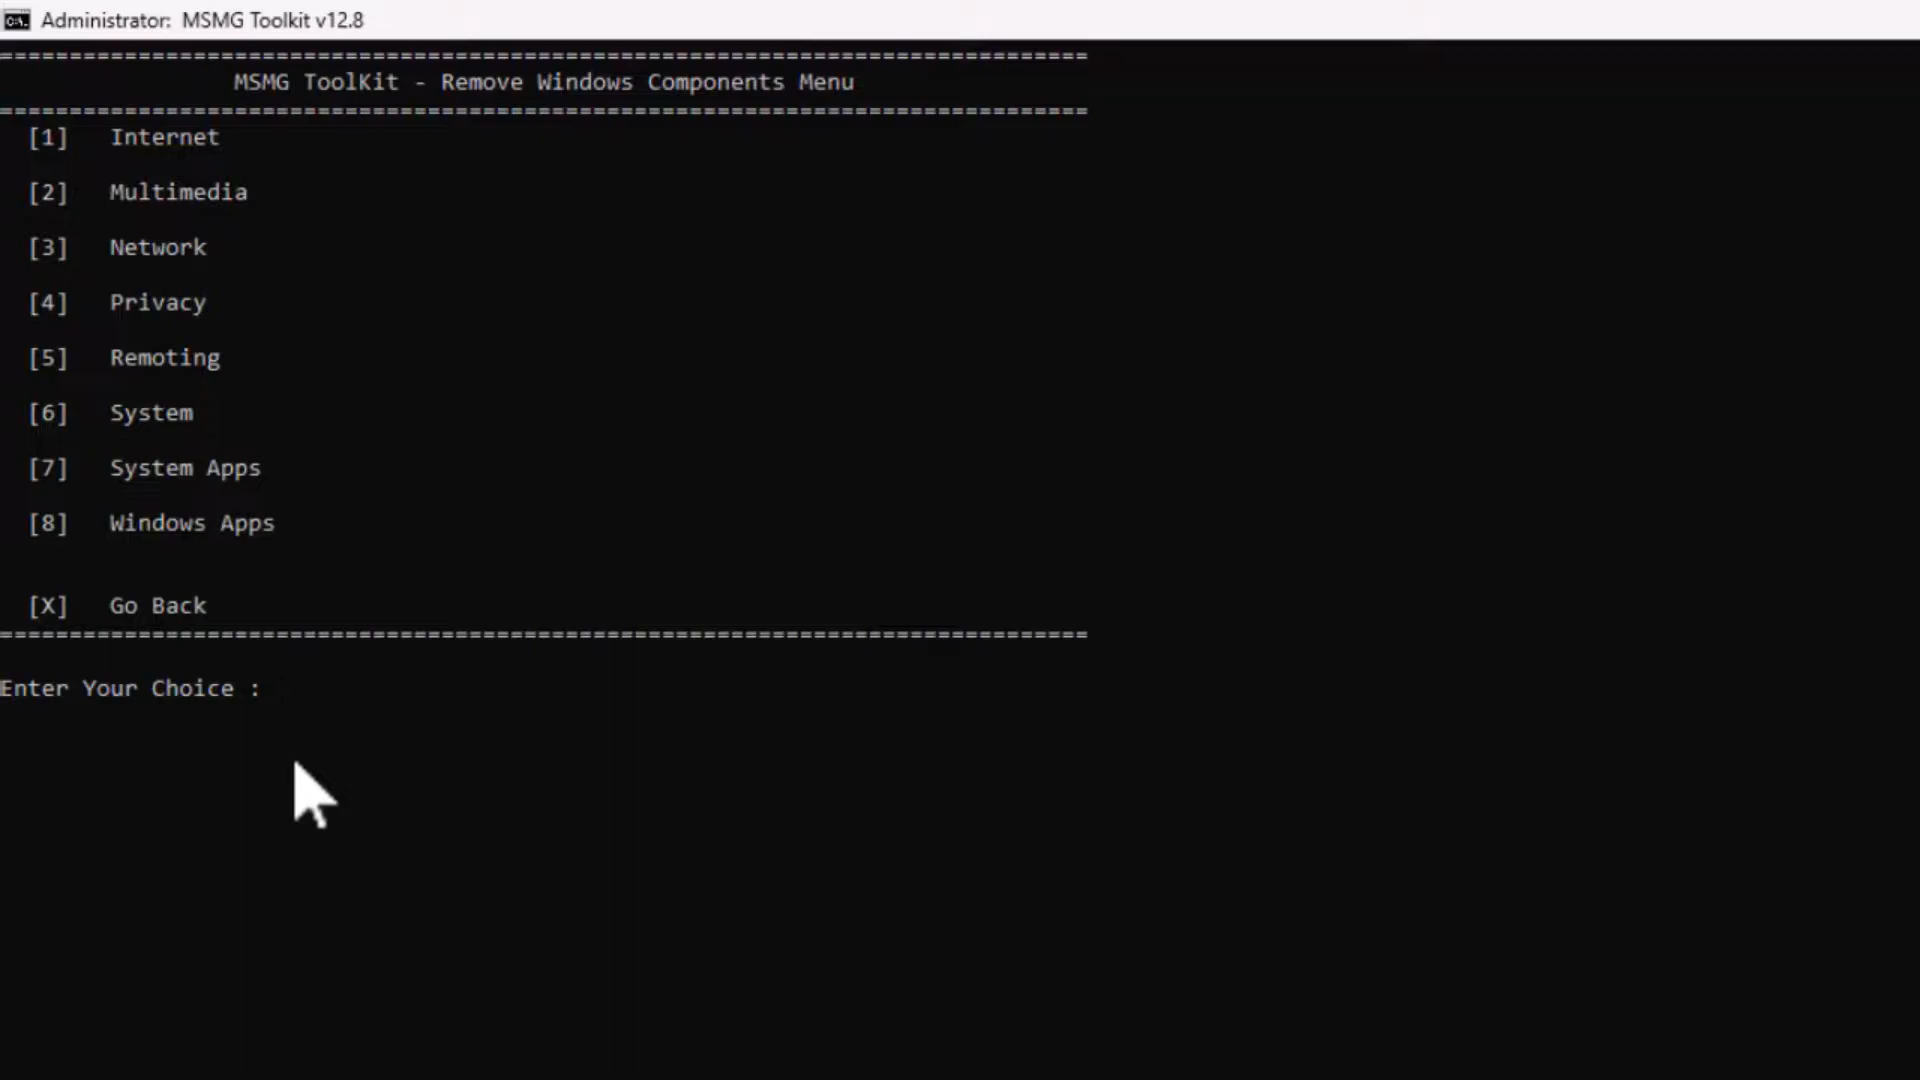 Administrator: MSMG Toolkit v12.8
===============================================================================
MSMG ToolKit - Remove Windows Components Menu
===============================================================================
[1] Internet
[2] Multimedia
[3] Network
[4] Privacy
[5] Remoting
[6] System
[7] System Apps
[8] Windows Apps
[X] Go Back
===============================================================================
Enter Your Choice :